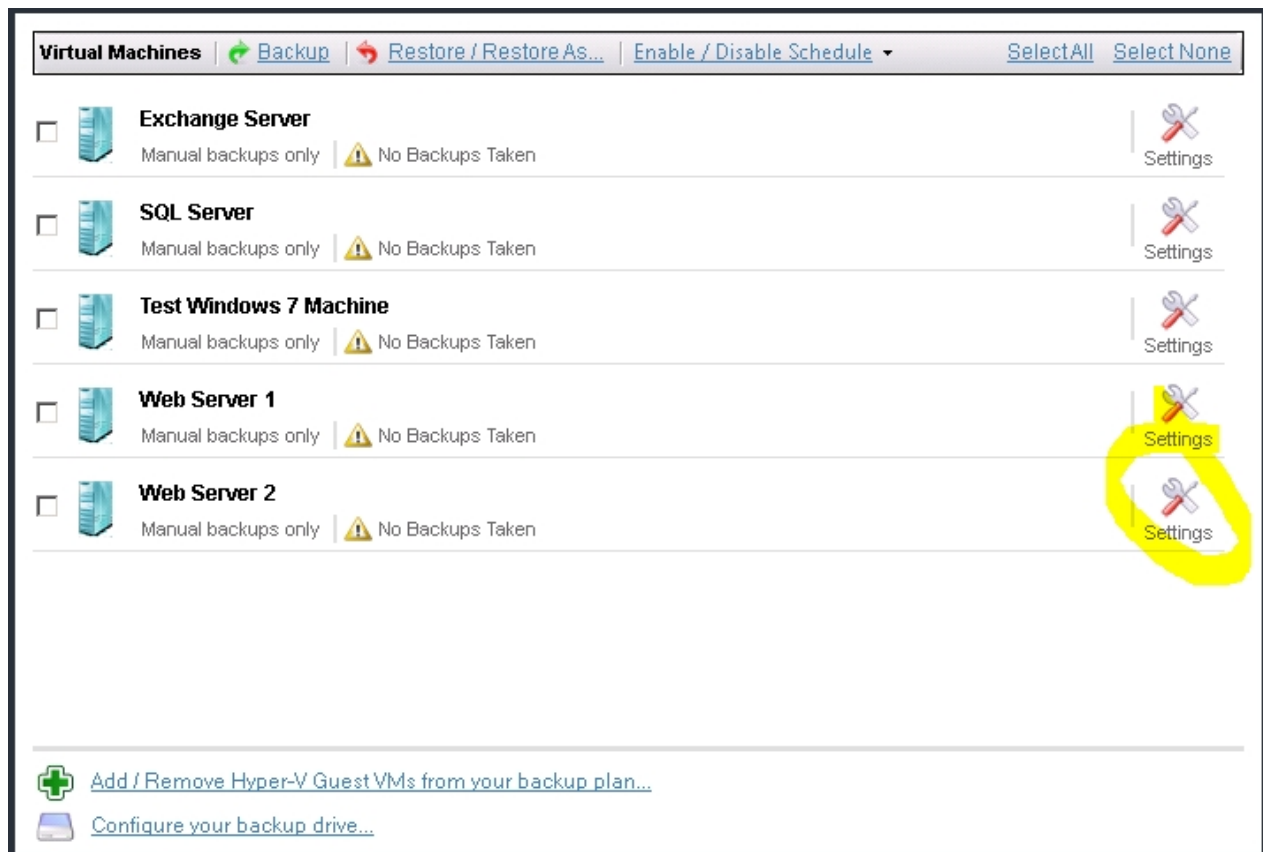 Virtual Machines Backup Restore / Restore As... Enable / Disable Schedule Select All Select None
Exchange Server
Manual backups only No Backups Taken
Settings
SQL Server
Manual backups only No Backups Taken
Settings
Test Windows 7 Machine
Manual backups only No Backups Taken
Settings
Web Server 1
Manual backups only No Backups Taken
Settings
Web Server 2
Manual backups only No Backups Taken
Settings
Add / Remove Hyper-V Guest VMs from your backup plan...
Configure your backup drive...